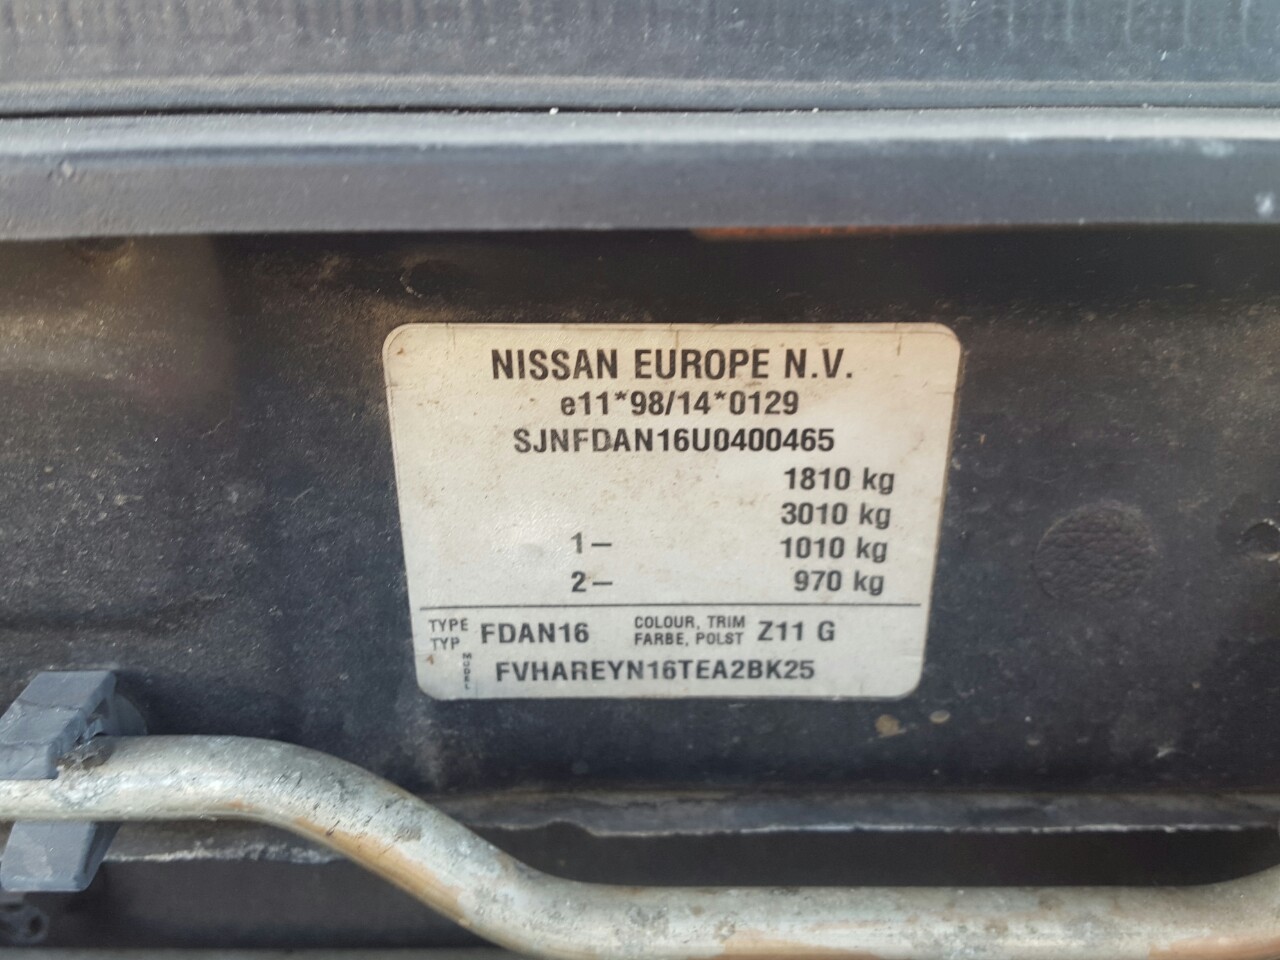 NISSAN EUROPE N.V.
e11*98/14*0129
SJNFDAN16U0400465
1810 kg
3010 kg
1– 1010 kg
2– 970 kg
TYPE TYP FDAN16 COLOUR, TRIM FARBE, POLST Z11 G
MODEL FVHAREYN16TEA2BK25